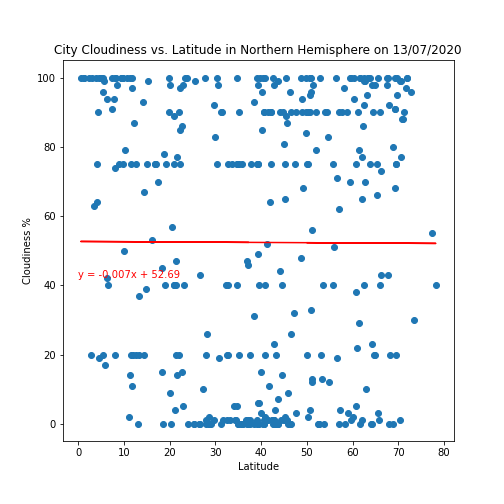 City Cloudiness vs. Latitude in Northern Hemisphere on 13/07/2020
100
80
60
40
20
0
Cloudiness %
y = -0.007x + 52.69
0 10 20 30 40 50 60 70 80
Latitude